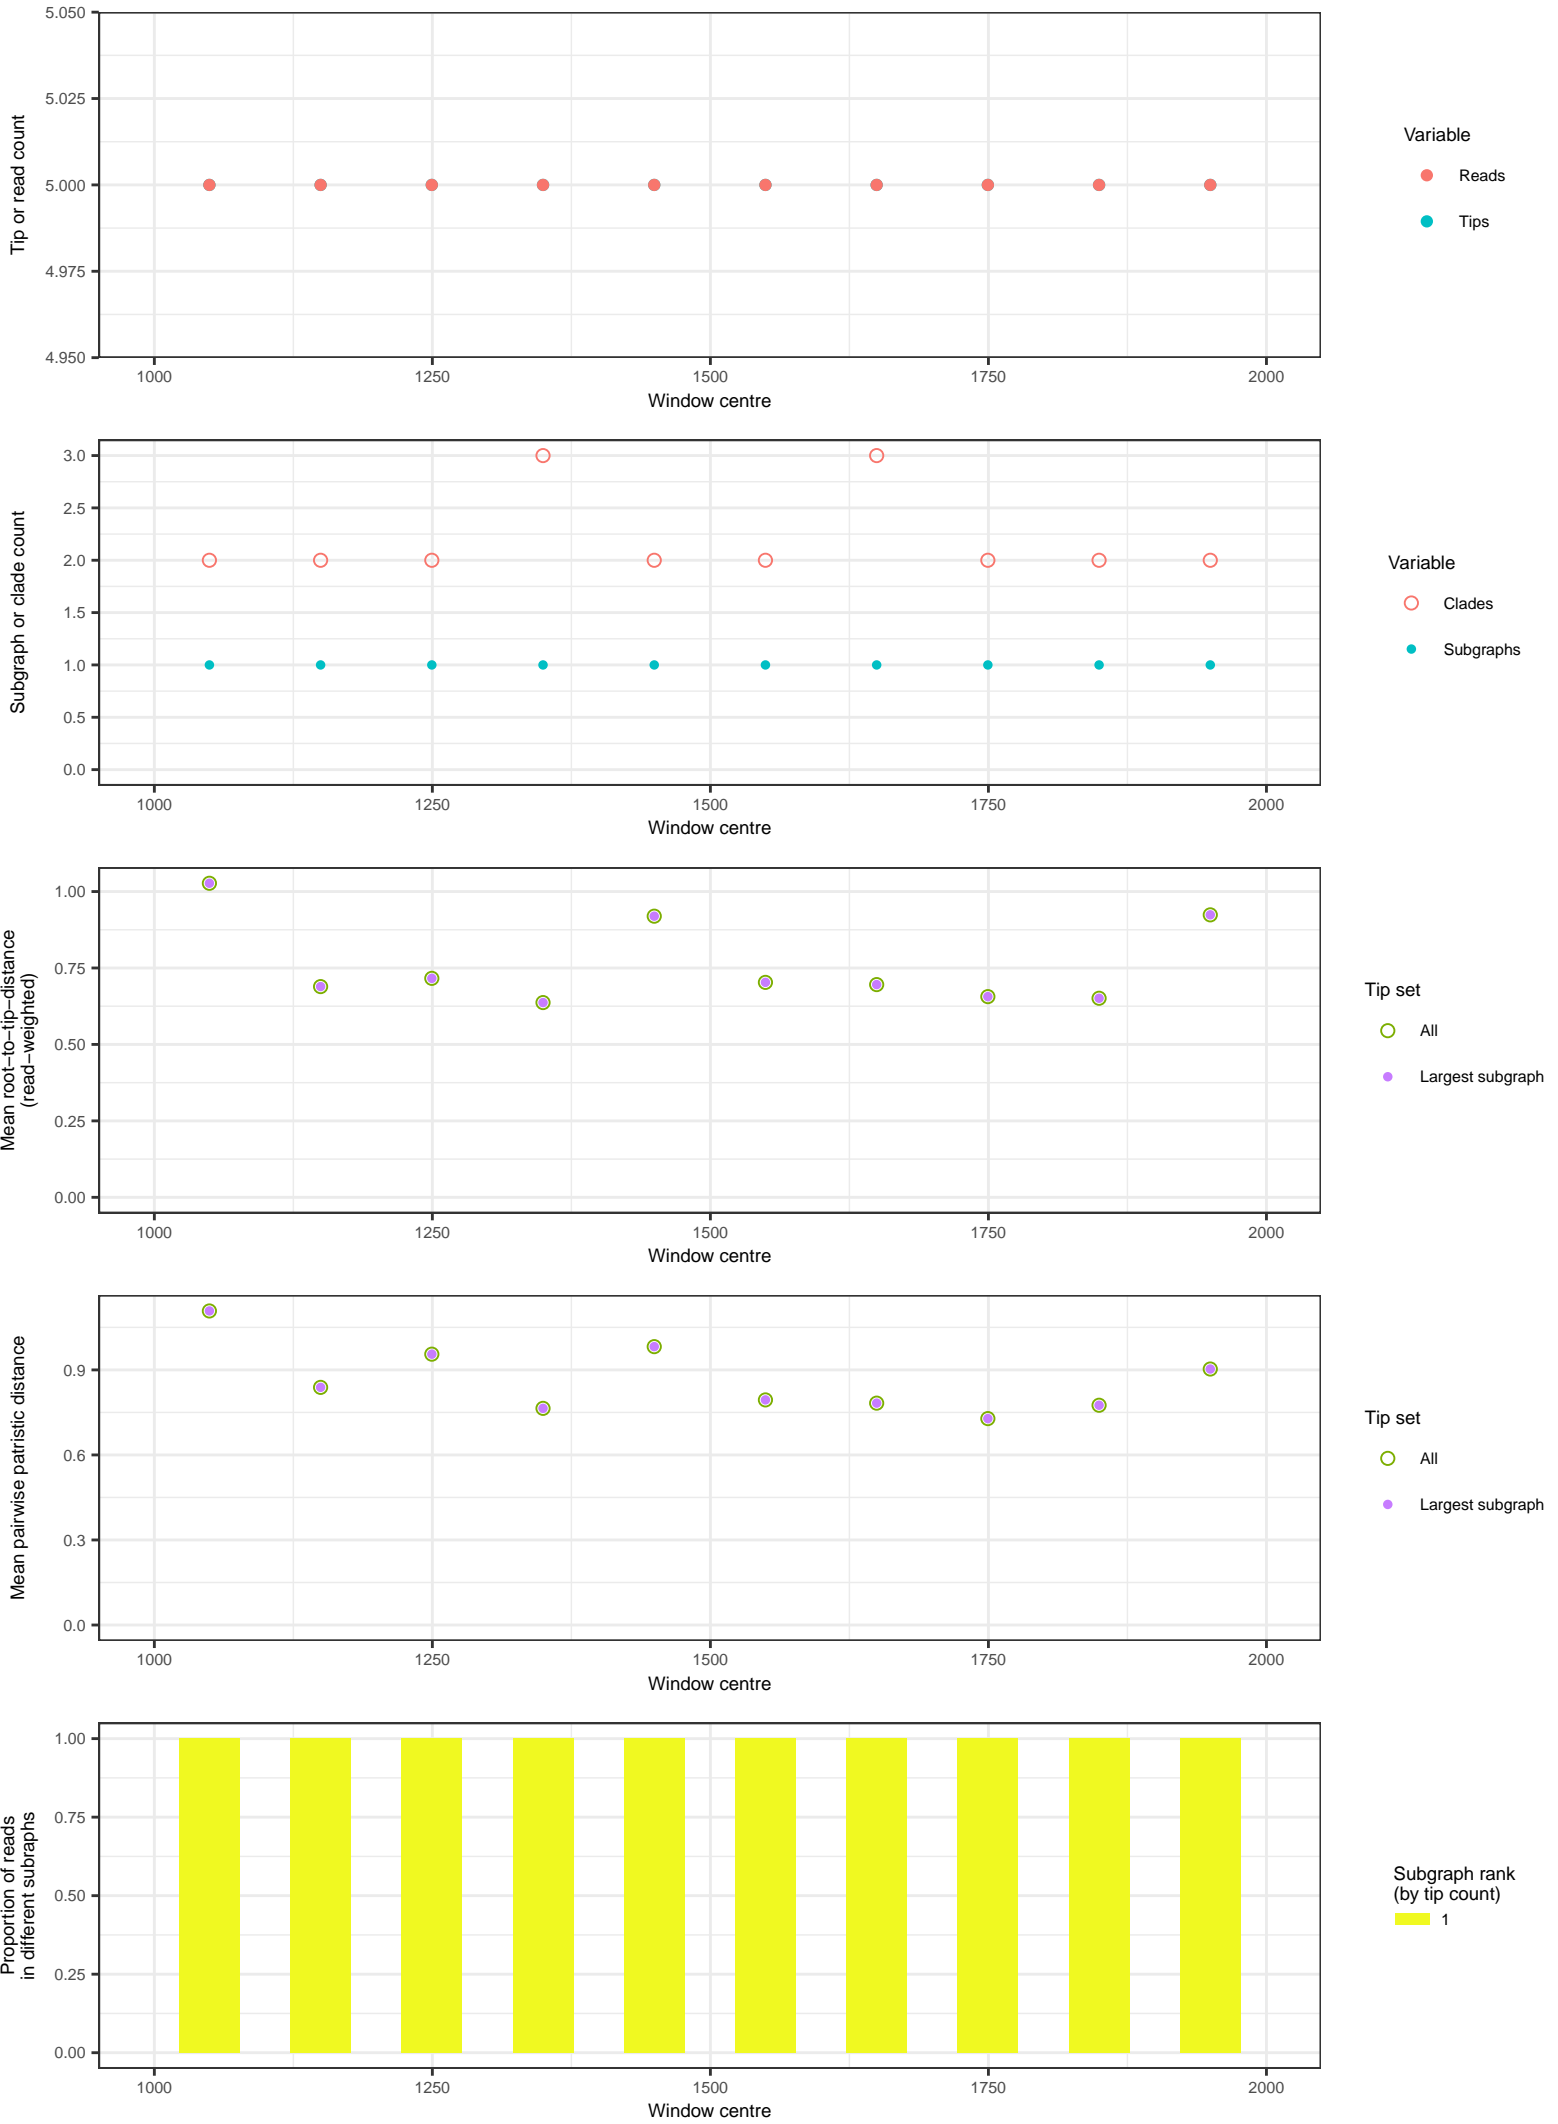 5.050
5.025
5.000
4.975
4.950
Tip or read count
1000 1250 1500 1750 2000
Window centre
Variable
Reads
Tips
3.0
2.5
2.0
1.5
1.0
0.5
0.0
Subgraph or clade count
1000 1250 1500 1750 2000
Window centre
Variable
Clades
Subgraphs
1.00
0.75
0.50
0.25
0.00
Mean root−to−tip−distance
(read−weighted)
1000 1250 1500 1750 2000
Window centre
Tip set
All
Largest subgraph
0.9
0.6
0.3
0.0
Mean pairwise patristic distance
1000 1250 1500 1750 2000
Window centre
Tip set
All
Largest subgraph
1.00
0.75
0.50
0.25
0.00
Proportion of reads
in different subraphs
1000 1250 1500 1750 2000
Window centre
Subgraph rank
(by tip count)
1